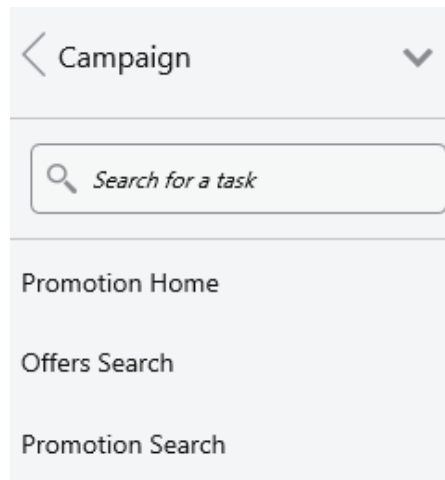 Campaign
Search for a task
Promotion Home
Offers Search
Promotion Search